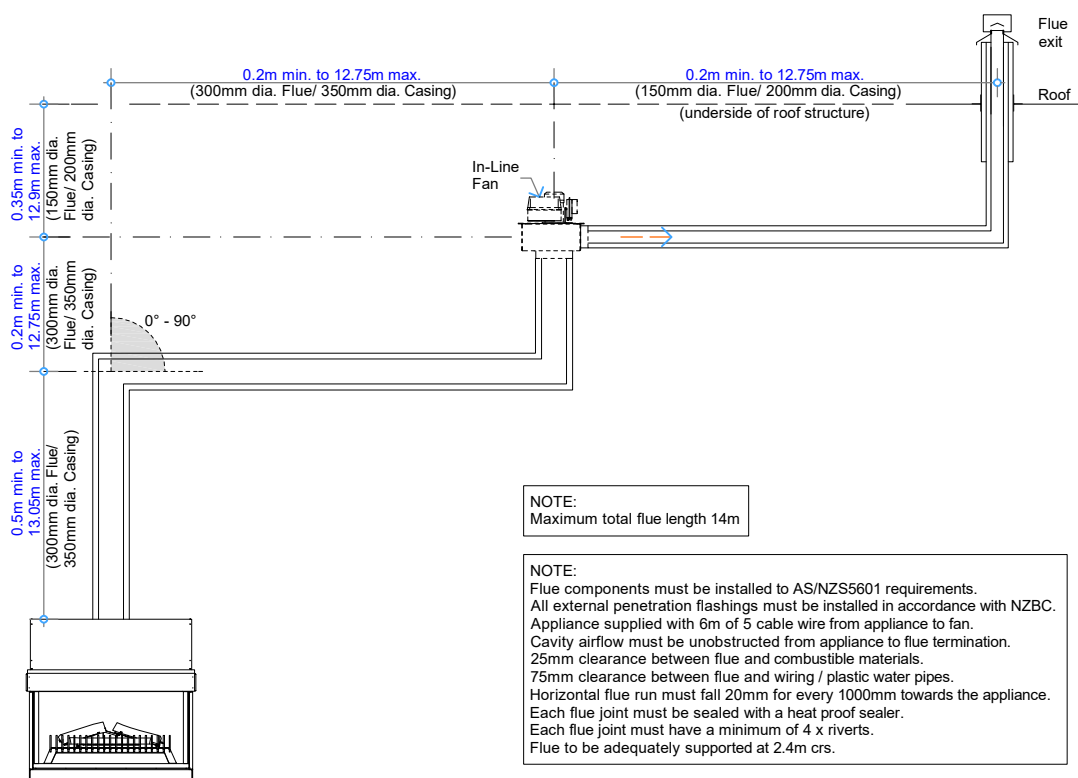 Flue
exit
0.2m min. to 12.75m max.
(300mm dia. Flue/ 350mm dia. Casing)
0.2m min. to 12.75m max.
(150mm dia. Flue/ 200mm dia. Casing)
(underside of roof structure)
Roof
0.35m min. to
12.9m max.
(150mm dia.
Flue/ 200mm
dia. Casing)
In-Line
Fan
0.2m min. to
12.75m max.
(300mm dia.
Flue/ 350mm
dia. Casing)
0° - 90°
0.5m min. to
13.05m max.
(300mm dia. Flue/
350mm dia. Casing)
NOTE:
Maximum total flue length 14m
NOTE:
Flue components must be installed to AS/NZS5601 requirements.
All external penetration flashings must be installed in accordance with NZBC.
Appliance supplied with 6m of 5 cable wire from appliance to fan.
Cavity airflow must be unobstructed from appliance to flue termination.
25mm clearance between flue and combustible materials.
75mm clearance between flue and wiring / plastic water pipes.
Horizontal flue run must fall 20mm for every 1000mm towards the appliance.
Each flue joint must be sealed with a heat proof sealer.
Each flue joint must have a minimum of 4 x riverts.
Flue to be adequately supported at 2.4m crs.